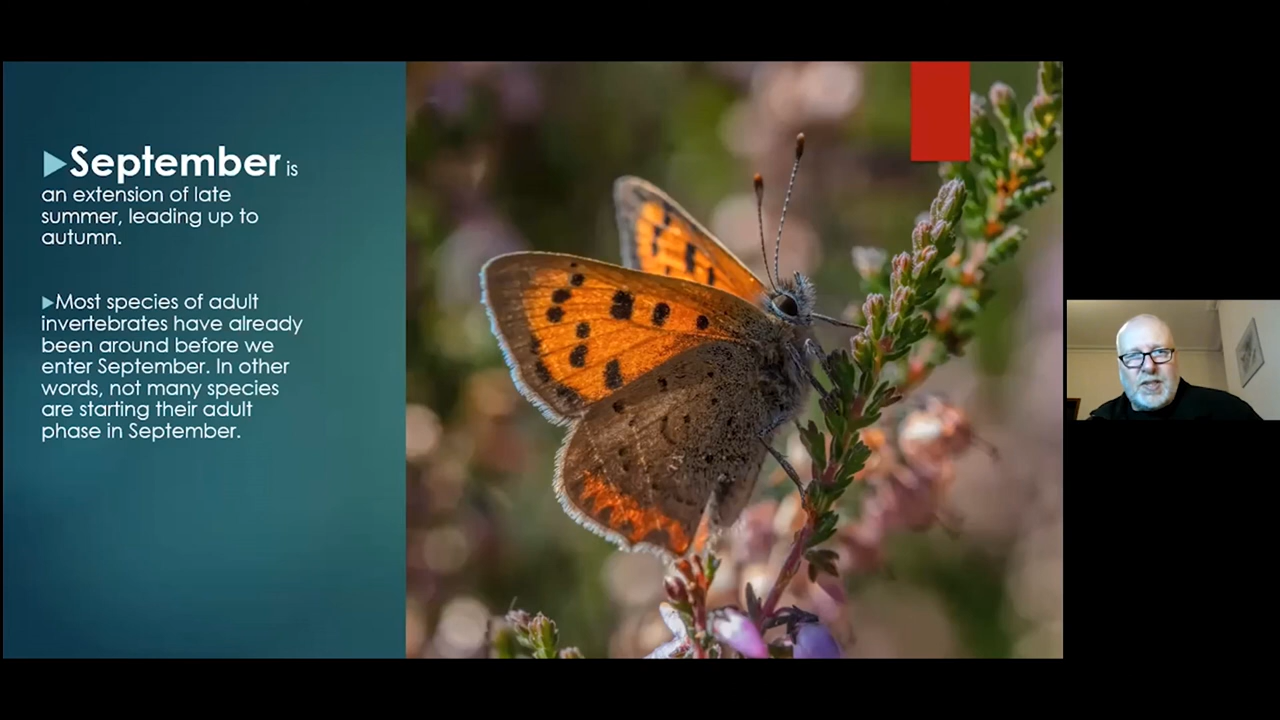 September is
an extension of late
summer, leading up to
autumn.
Most species of adult
invertebrates have already
been around before we
enter September. In other
words, not many species
are starting their adult
phase in September.